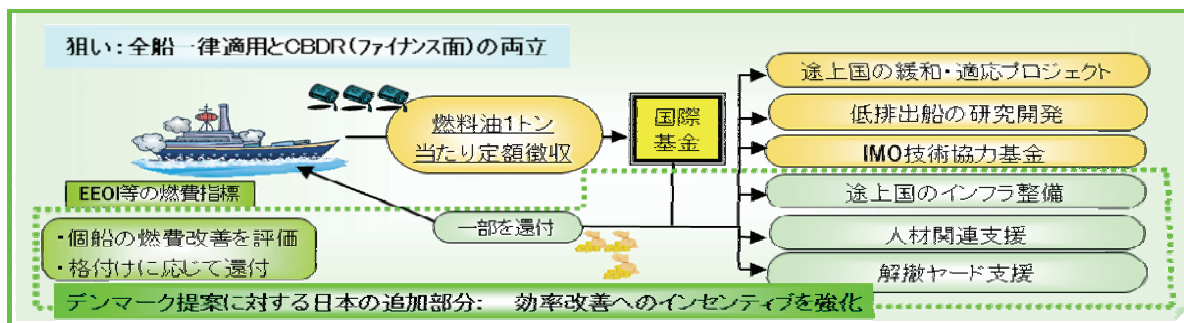 狙い:全船一律適用とCBDR(ファイナンス面)の両立
燃料油1トン
当たり定額徴収
国際
基金
途上国の緩和・適応プロジェクト
低排出船の研究開発
IMO技術協力基金
途上国のインフラ整備
人材関連支援
解撤ヤード支援
EEOI等の燃費指標
一部を還付
・個船の燃費改善を評価
・格付けに応じて還付
デンマーク提案に対する日本の追加部分: 効率改善へのインセンティブを強化